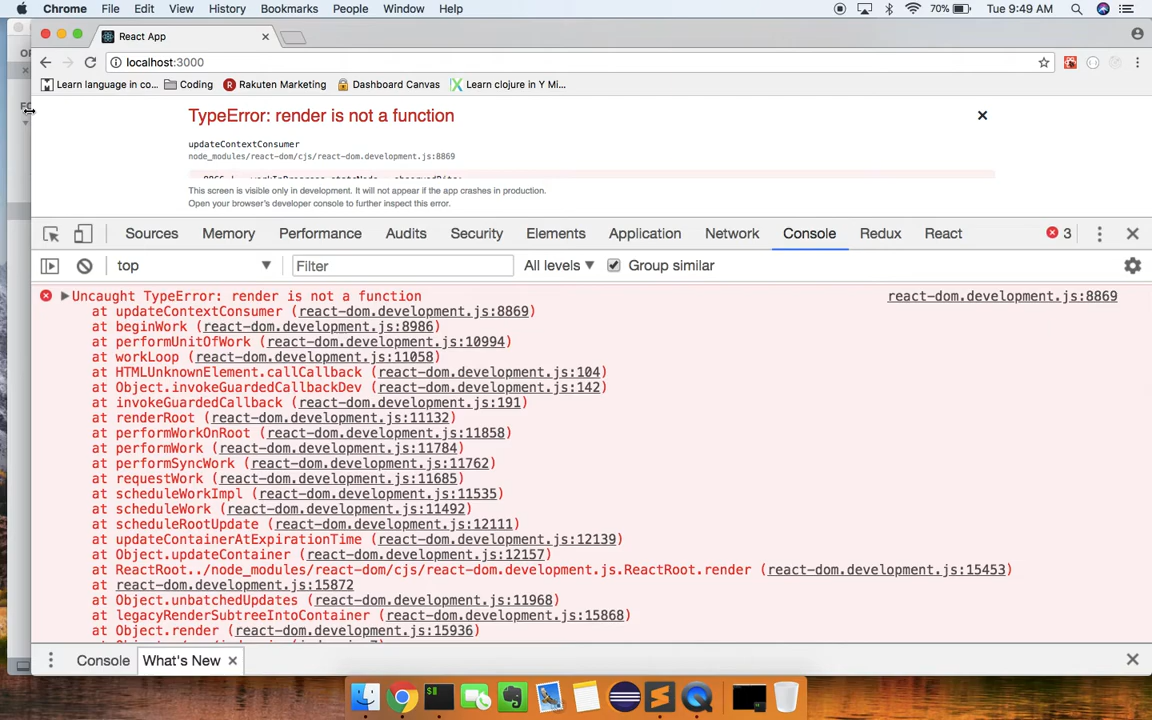 Chrome File Edit View History Bookmarks People Window Help 70% Tue 9:49 AM
React App
localhost:3000
Learn language in co... Coding Rakuten Marketing Dashboard Canvas Learn clojure in Y Mi...
TypeError: render is not a function
updateContextConsumer
node_modules/react-dom/cjs/react-dom.development.js:8869
This screen is visible only in development. It will not appear if the app crashes in production.
Open your browser's developer console to further inspect this error.
Sources Memory Performance Audits Security Elements Application Network Console Redux React 3
top Filter All levels Group similar
Uncaught TypeError: render is not a function react-dom.development.js:8869
at updateContextConsumer (react-dom.development.js:8869)
at beginWork (react-dom.development.js:8986)
at performUnitOfWork (react-dom.development.js:10994)
at workLoop (react-dom.development.js:11058)
at HTMLUnknownElement.callCallback (react-dom.development.js:104)
at Object.invokeGuardedCallbackDev (react-dom.development.js:142)
at invokeGuardedCallback (react-dom.development.js:191)
at renderRoot (react-dom.development.js:11132)
at performWorkOnRoot (react-dom.development.js:11858)
at performWork (react-dom.development.js:11784)
at performSyncWork (react-dom.development.js:11762)
at requestWork (react-dom.development.js:11685)
at scheduleWorkImpl (react-dom.development.js:11535)
at scheduleWork (react-dom.development.js:11492)
at scheduleRootUpdate (react-dom.development.js:12111)
at updateContainerAtExpirationTime (react-dom.development.js:12139)
at Object.updateContainer (react-dom.development.js:12157)
at ReactRoot../node_modules/react-dom/cjs/react-dom.development.js.ReactRoot.render (react-dom.development.js:15453)
at react-dom.development.js:15872
at Object.unbatchedUpdates (react-dom.development.js:11968)
at legacyRenderSubtreeIntoContainer (react-dom.development.js:15868)
at Object.render (react-dom.development.js:15936)
Console What's New